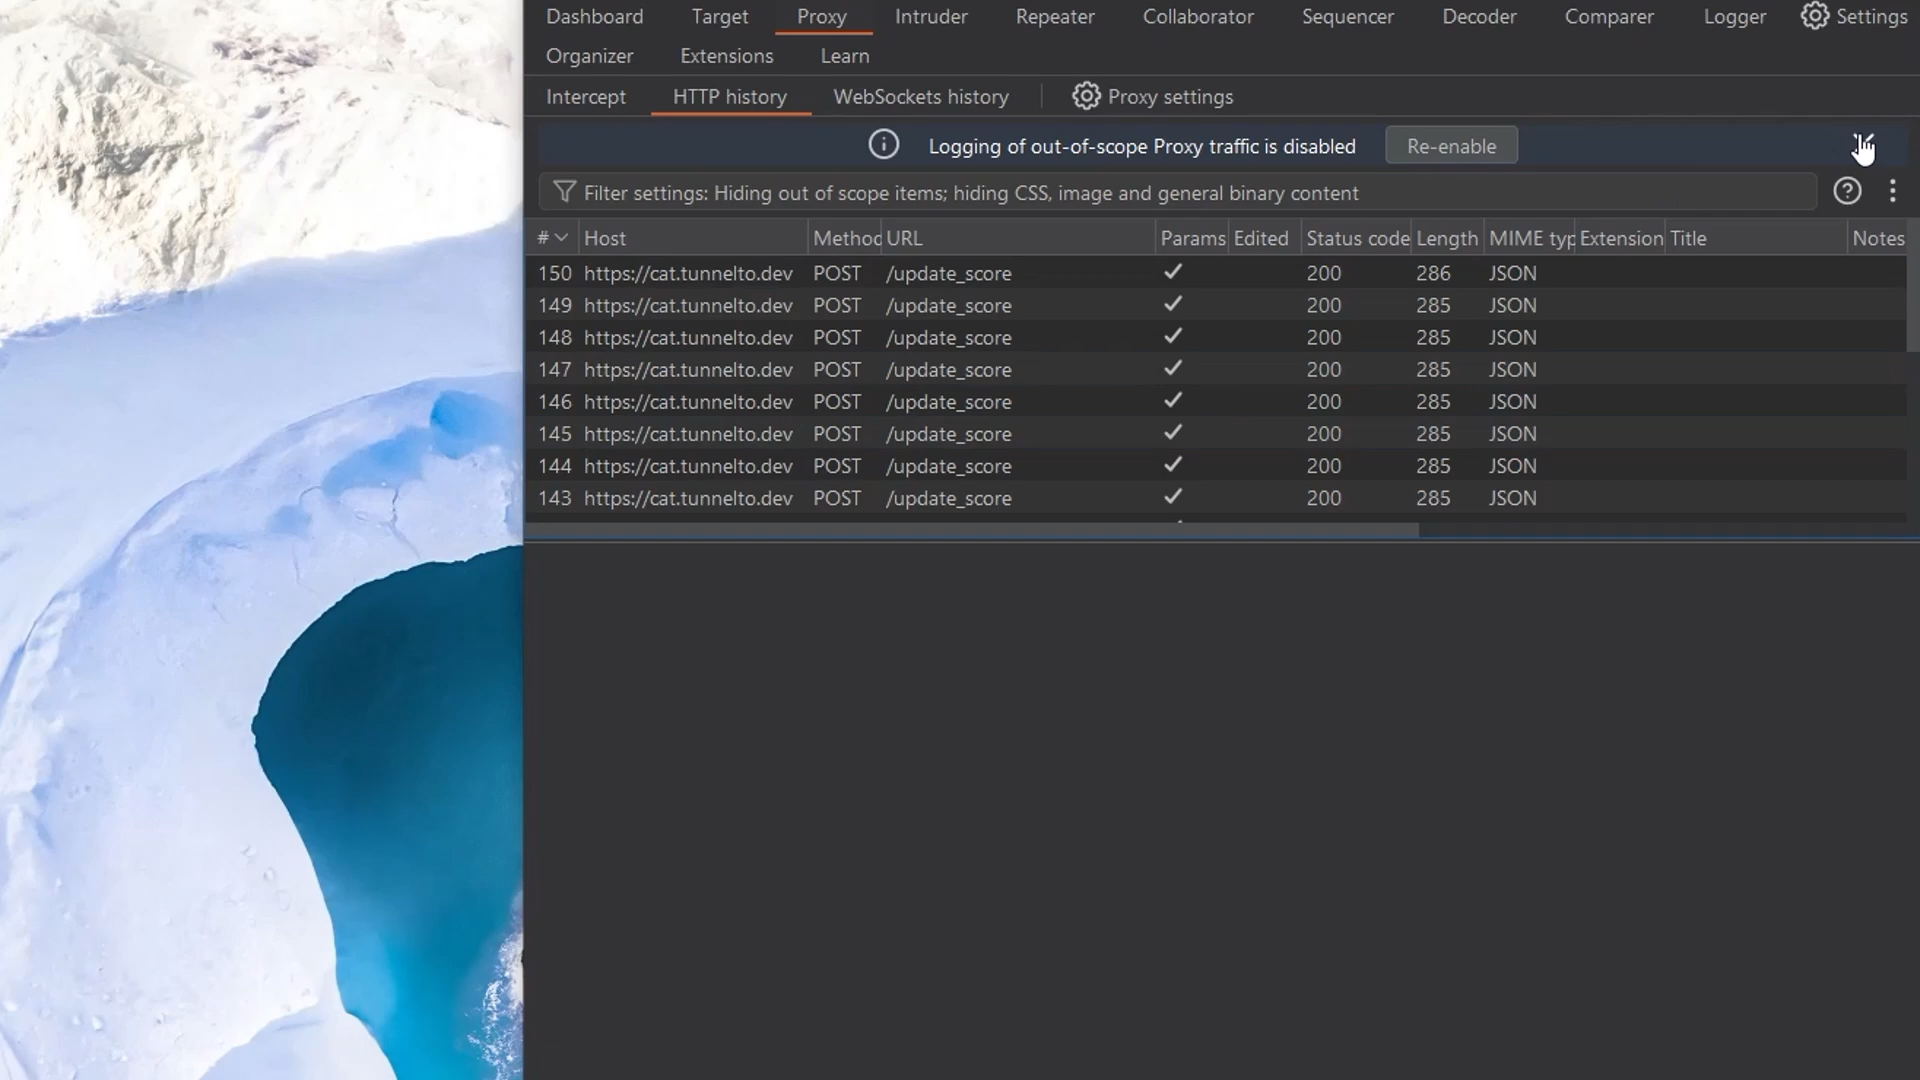 Dashboard Target Proxy Intruder Repeater Collaborator Sequencer Decoder Comparer Logger Settings
Organizer Extensions Learn
Intercept HTTP history WebSockets history Proxy settings
Logging of out-of-scope Proxy traffic is disabled Re-enable
Filter settings: Hiding out of scope items; hiding CSS, image and general binary content
# Host Method URL Params Edited Status code Length MIME typ Extension Title Notes
150 https://cat.tunnelto.dev POST /update_score ✓ 200 286 JSON
149 https://cat.tunnelto.dev POST /update_score ✓ 200 285 JSON
148 https://cat.tunnelto.dev POST /update_score ✓ 200 285 JSON
147 https://cat.tunnelto.dev POST /update_score ✓ 200 285 JSON
146 https://cat.tunnelto.dev POST /update_score ✓ 200 285 JSON
145 https://cat.tunnelto.dev POST /update_score ✓ 200 285 JSON
144 https://cat.tunnelto.dev POST /update_score ✓ 200 285 JSON
143 https://cat.tunnelto.dev POST /update_score ✓ 200 285 JSON